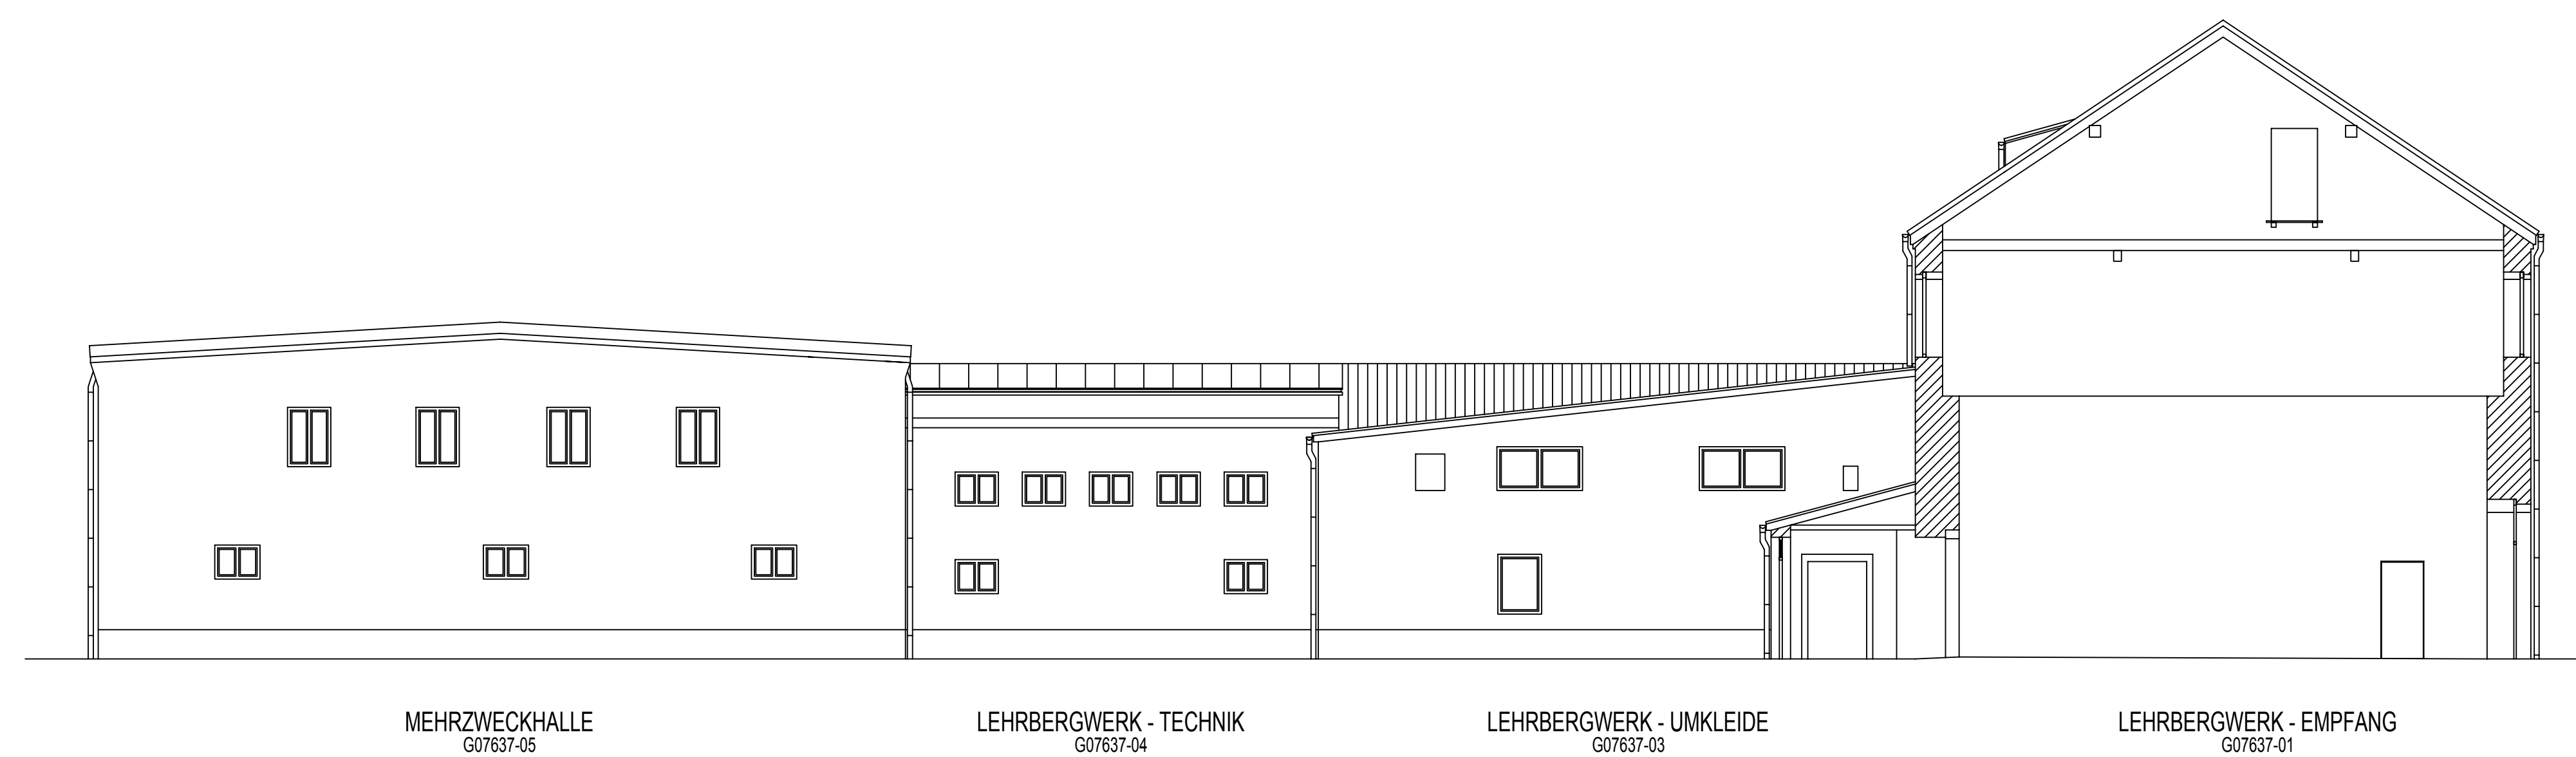 MEHRZWECKHALLE
G07637-05
LEHRBERGWERK - TECHNIK
G07637-04
LEHRBERGWERK - UMKLEIDE
G07637-03
LEHRBERGWERK - EMPFANG
G07637-01